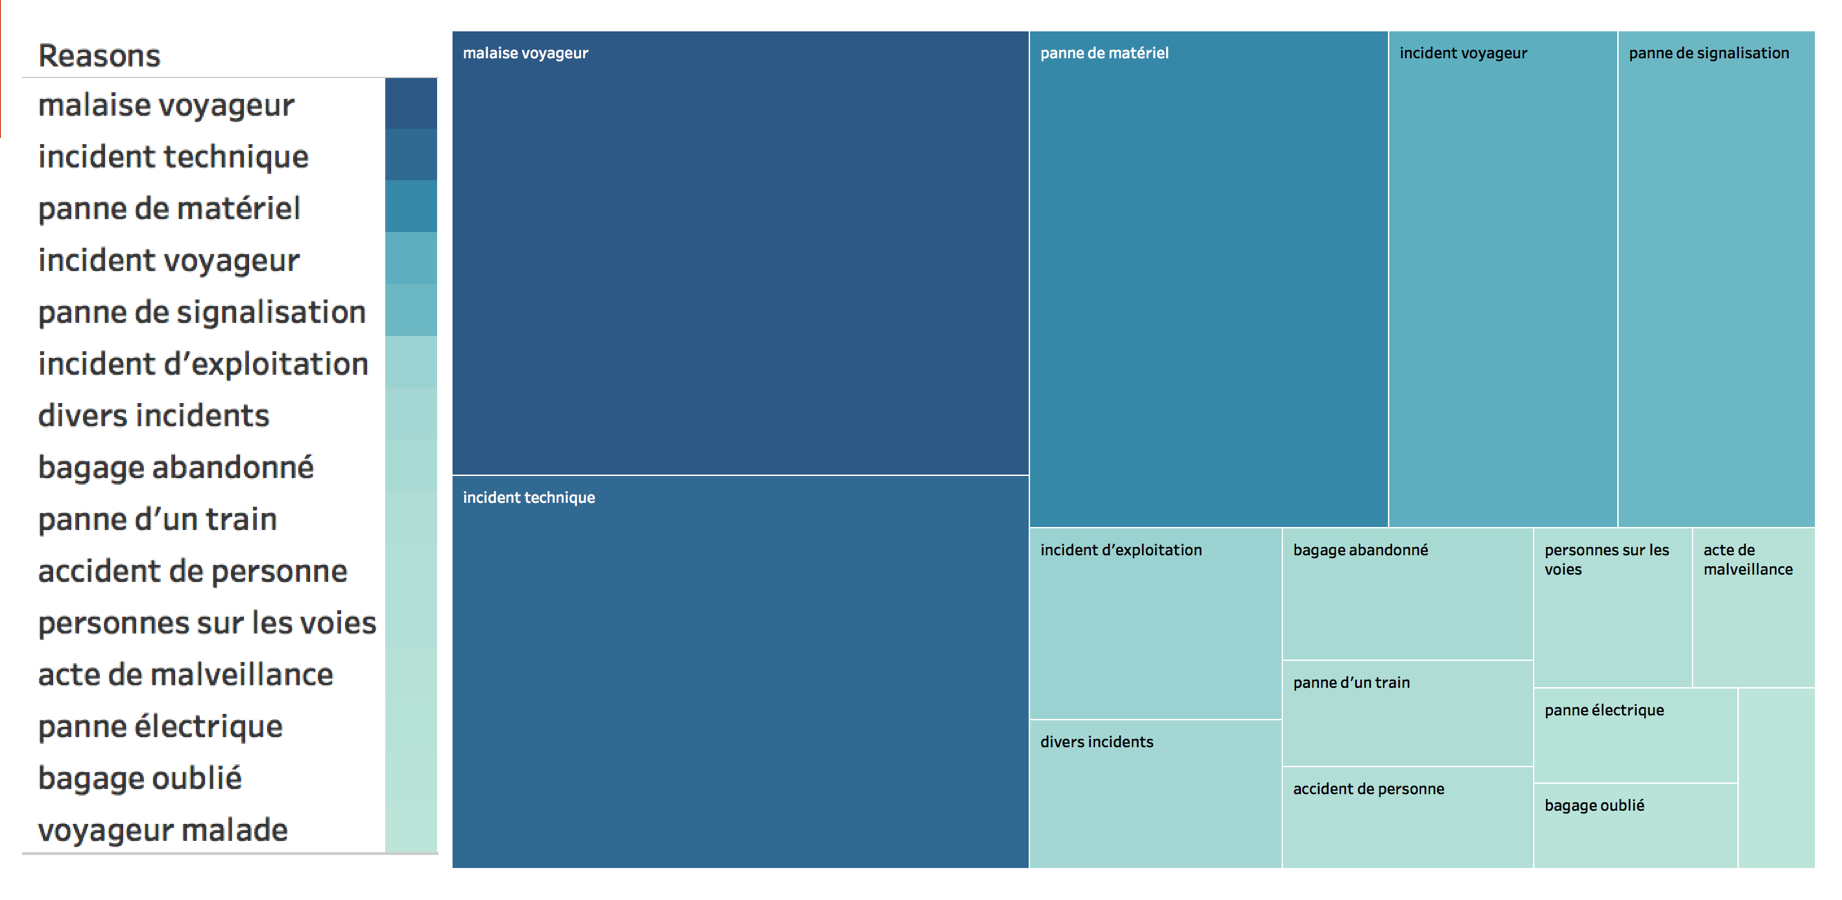 Reasons
malaise voyageur
incident technique
panne de matériel
incident voyageur
panne de signalisation
incident d’exploitation
divers incidents
bagage abandonné
panne d’un train
accident de personne
personnes sur les voies
acte de malveillance
panne électrique
bagage oublié
voyageur malade
malaise voyageur
incident technique
panne de matériel
incident voyageur
panne de signalisation
incident d’exploitation
divers incidents
bagage abandonné
panne d’un train
accident de personne
personnes sur les
voies
acte de
malveillance
panne électrique
bagage oublié